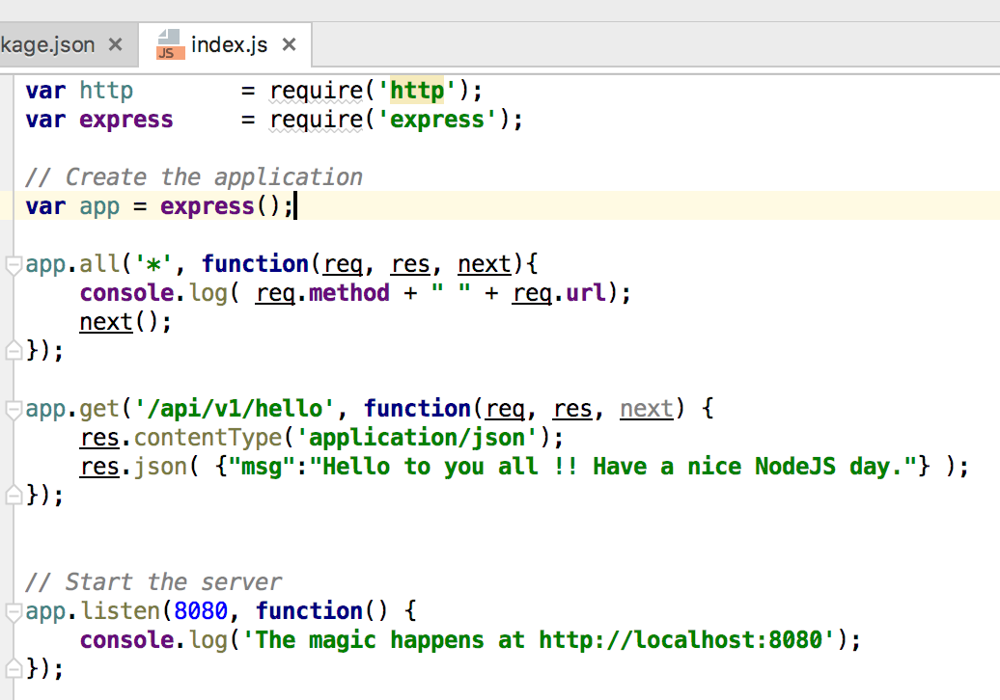 kage.json × JS index.js ×
var http        = require('http');
var express     = require('express');
// Create the application
var app = express();
app.all('*', function(req, res, next){
    console.log( req.method + " " + req.url);
    next();
});
app.get('/api/v1/hello', function(req, res, next) {
    res.contentType('application/json');
    res.json( {"msg":"Hello to you all !! Have a nice NodeJS day."} );
});
// Start the server
app.listen(8080, function() {
    console.log('The magic happens at http://localhost:8080');
});